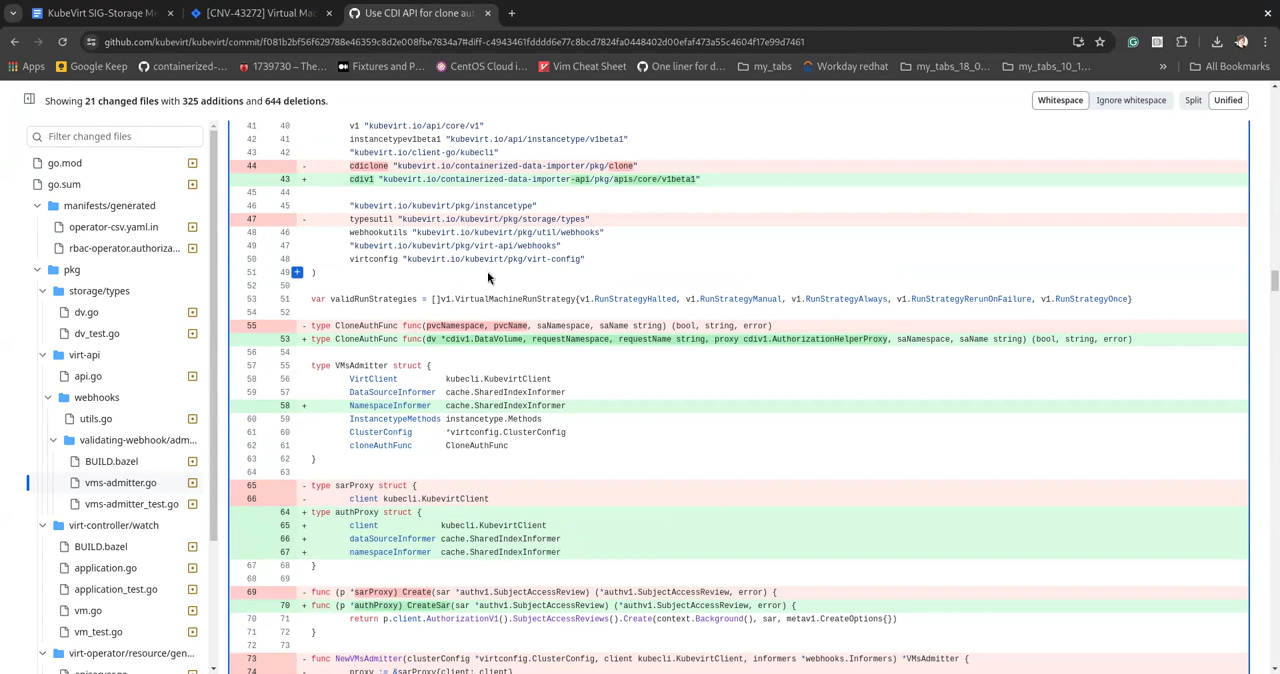 KubeVirt SIG-Storage Me
[CNV-43272] Virtual Mac
Use CDI API for clone aut
github.com/kubevirt/kubevirt/commit/f081b2bf56f629788e46359c8d2e008fbe7834a7#diff-c4943461fdddd6e77c8bcd7824fa0448402d00efaf473a55c4604f17e99d7461
Apps
Google Keep
containerized-...
1739730 – The...
Fixtures and P...
CentOS Cloud i...
Vim Cheat Sheet
One liner for d...
my_tabs
Workday redhat
my_tabs_18_0...
my_tabs_10_1...
»
All Bookmarks
Showing 21 changed files with 325 additions and 644 deletions.
Whitespace
Ignore whitespace
Split
Unified
Filter changed files
go.mod
go.sum
manifests/generated
operator-csv.yaml.in
rbac-operator.authoriza...
pkg
storage/types
dv.go
dv_test.go
virt-api
api.go
webhooks
utils.go
validating-webhook/adm...
BUILD.bazel
vms-admitter.go
vms-admitter_test.go
virt-controller/watch
BUILD.bazel
application.go
application_test.go
vm.go
vm_test.go
virt-operator/resource/gen...
apiserver.go
41 40 v1 "kubevirt.io/api/core/v1"
42 41 instancetypev1beta1 "kubevirt.io/api/instancetype/v1beta1"
43 42 "kubevirt.io/client-go/kubecli"
44 - cdiclone "kubevirt.io/containerized-data-importer/pkg/clone"
43 + cdiv1 "kubevirt.io/containerized-data-importer-api/pkg/apis/core/v1beta1"
45 44
46 45 "kubevirt.io/kubevirt/pkg/instancetype"
47 - typesutil "kubevirt.io/kubevirt/pkg/storage/types"
48 46 webhookutils "kubevirt.io/kubevirt/pkg/util/webhooks"
49 47 "kubevirt.io/kubevirt/pkg/virt-api/webhooks"
50 48 virtconfig "kubevirt.io/kubevirt/pkg/virt-config"
51 49 + )
52 50
53 51 var validRunStrategies = []v1.VirtualMachineRunStrategy{v1.RunStrategyHalted, v1.RunStrategyManual, v1.RunStrategyAlways, v1.RunStrategyRerunOnFailure, v1.RunStrategyOnce}
54 52
55 - type CloneAuthFunc func(pvcNamespace, pvcName, saNamespace, saName string) (bool, string, error)
53 + type CloneAuthFunc func(dv *cdiv1.DataVolume, requestNamespace, requestName string, proxy cdiv1.AuthorizationHelperProxy, saNamespace, saName string) (bool, string, error)
56 54
57 55 type VMsAdmitter struct {
58 56 VirtClient kubecli.KubevirtClient
59 57 DataSourceInformer cache.SharedIndexInformer
58 + NamespaceInformer cache.SharedIndexInformer
60 59 InstancetypeMethods instancetype.Methods
61 60 ClusterConfig *virtconfig.ClusterConfig
62 61 cloneAuthFunc CloneAuthFunc
63 62 }
64 63
65 - type sarProxy struct {
66 - client kubecli.KubevirtClient
64 + type authProxy struct {
65 + client kubecli.KubevirtClient
66 + dataSourceInformer cache.SharedIndexInformer
67 + namespaceInformer cache.SharedIndexInformer
67 68 }
68 69
69 - func (p *sarProxy) Create(sar *authv1.SubjectAccessReview) (*authv1.SubjectAccessReview, error) {
70 + func (p *authProxy) CreateSar(sar *authv1.SubjectAccessReview) (*authv1.SubjectAccessReview, error) {
70 71 return p.client.AuthorizationV1().SubjectAccessReviews().Create(context.Background(), sar, metav1.CreateOptions{})
71 72 }
72 73
73 - func NewVMsAdmitter(clusterConfig *virtconfig.ClusterConfig, client kubecli.KubevirtClient, informers *webhooks.Informers) *VMsAdmitter {
74 - proxy := &sarProxy{client: client}